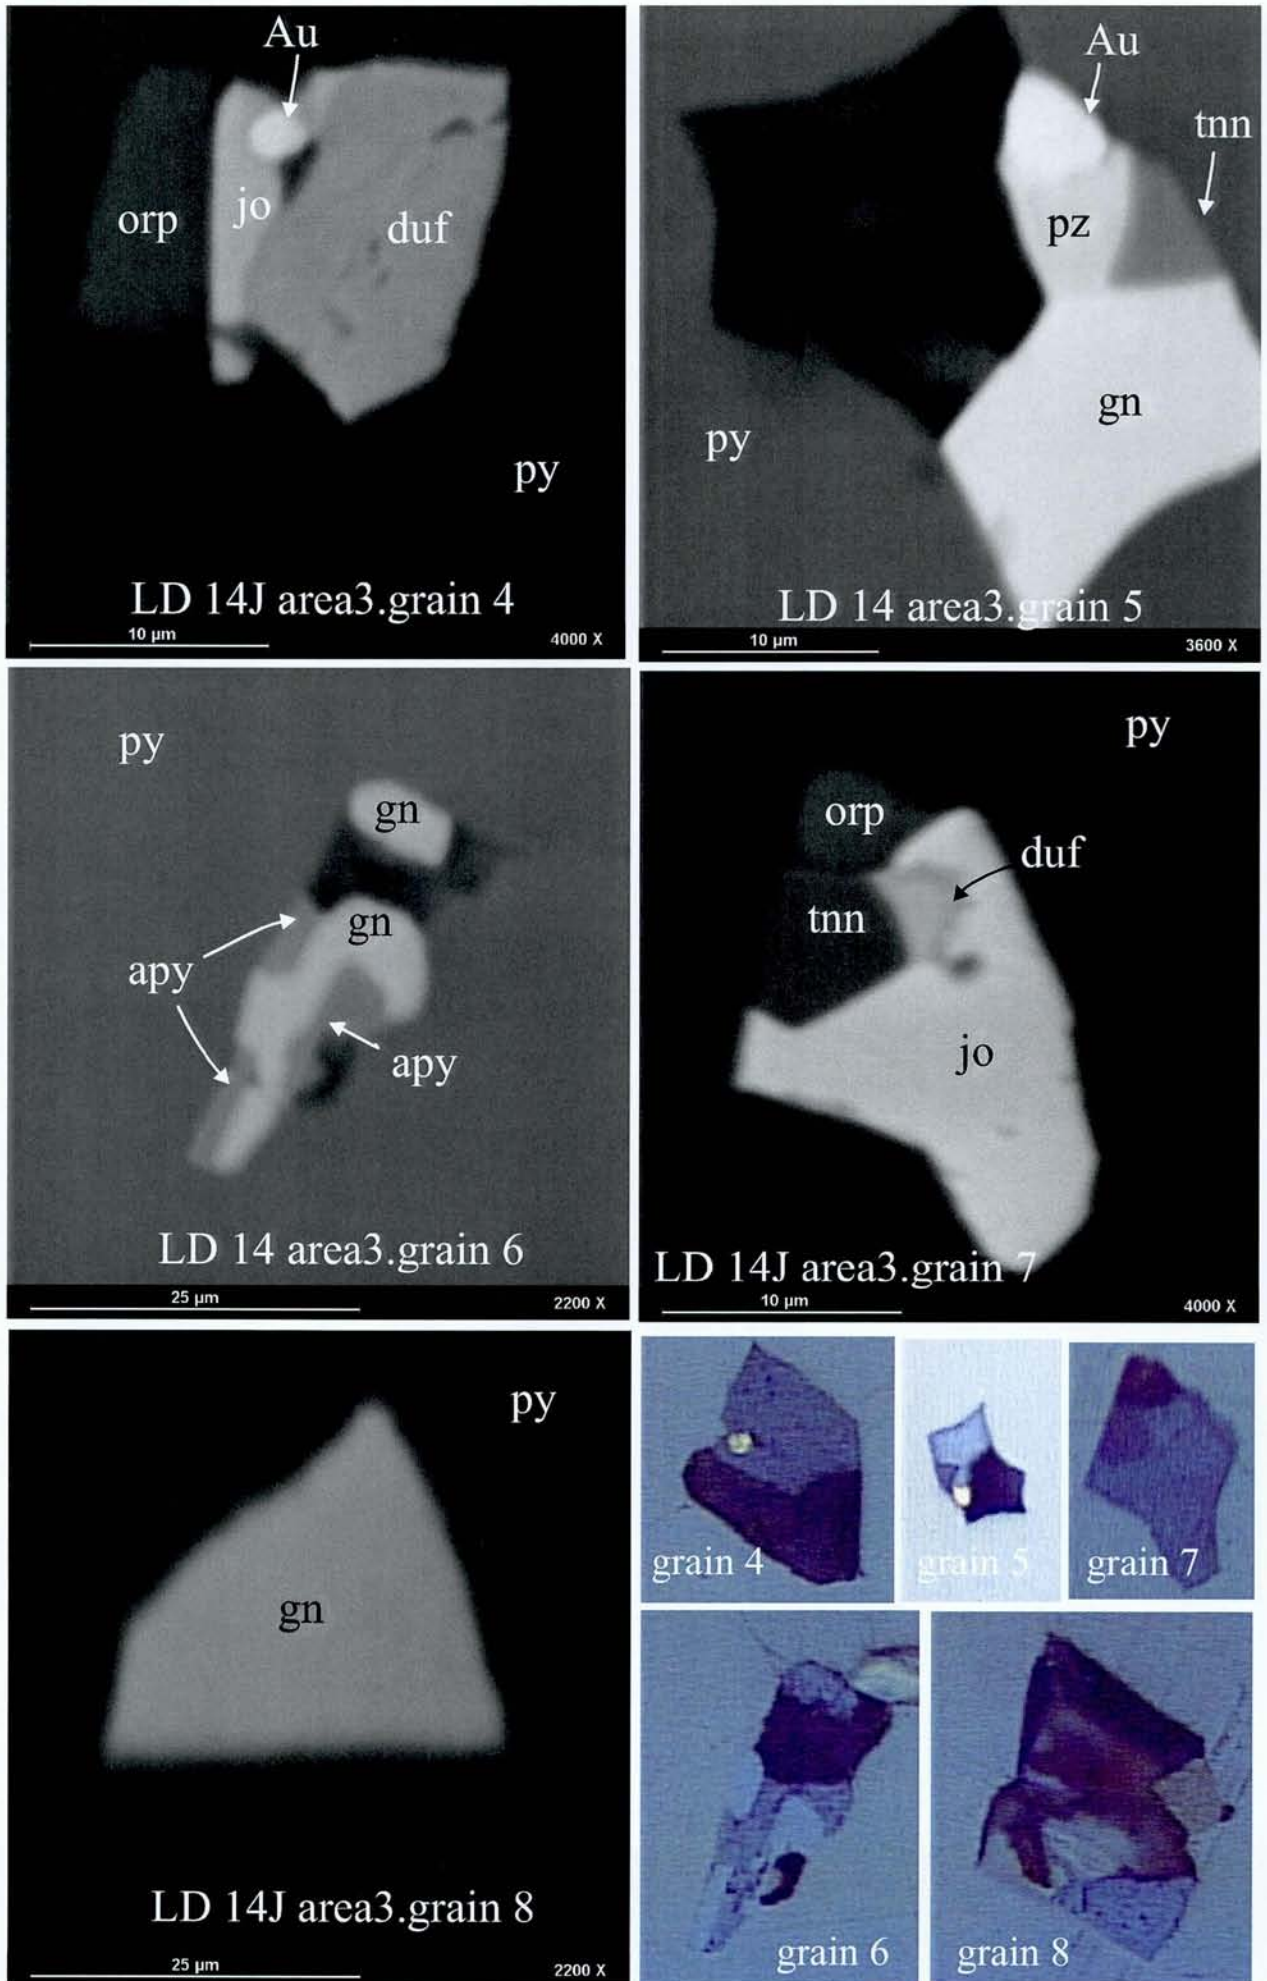 Au
orp
jo
duf
py
LD 14J area3.grain 4
10 µm
4000 X
Au
tnn
pz
gn
py
LD 14 area3.grain 5
10 µm
3600 X
py
gn
gn
apy
apy
LD 14 area3.grain 6
25 µm
2200 X
py
orp
duf
tnn
jo
LD 14J area3.grain 7
10 µm
4000 X
py
gn
LD 14J area3.grain 8
25 µm
2200 X
grain 4
grain 5
grain 7
grain 6
grain 8